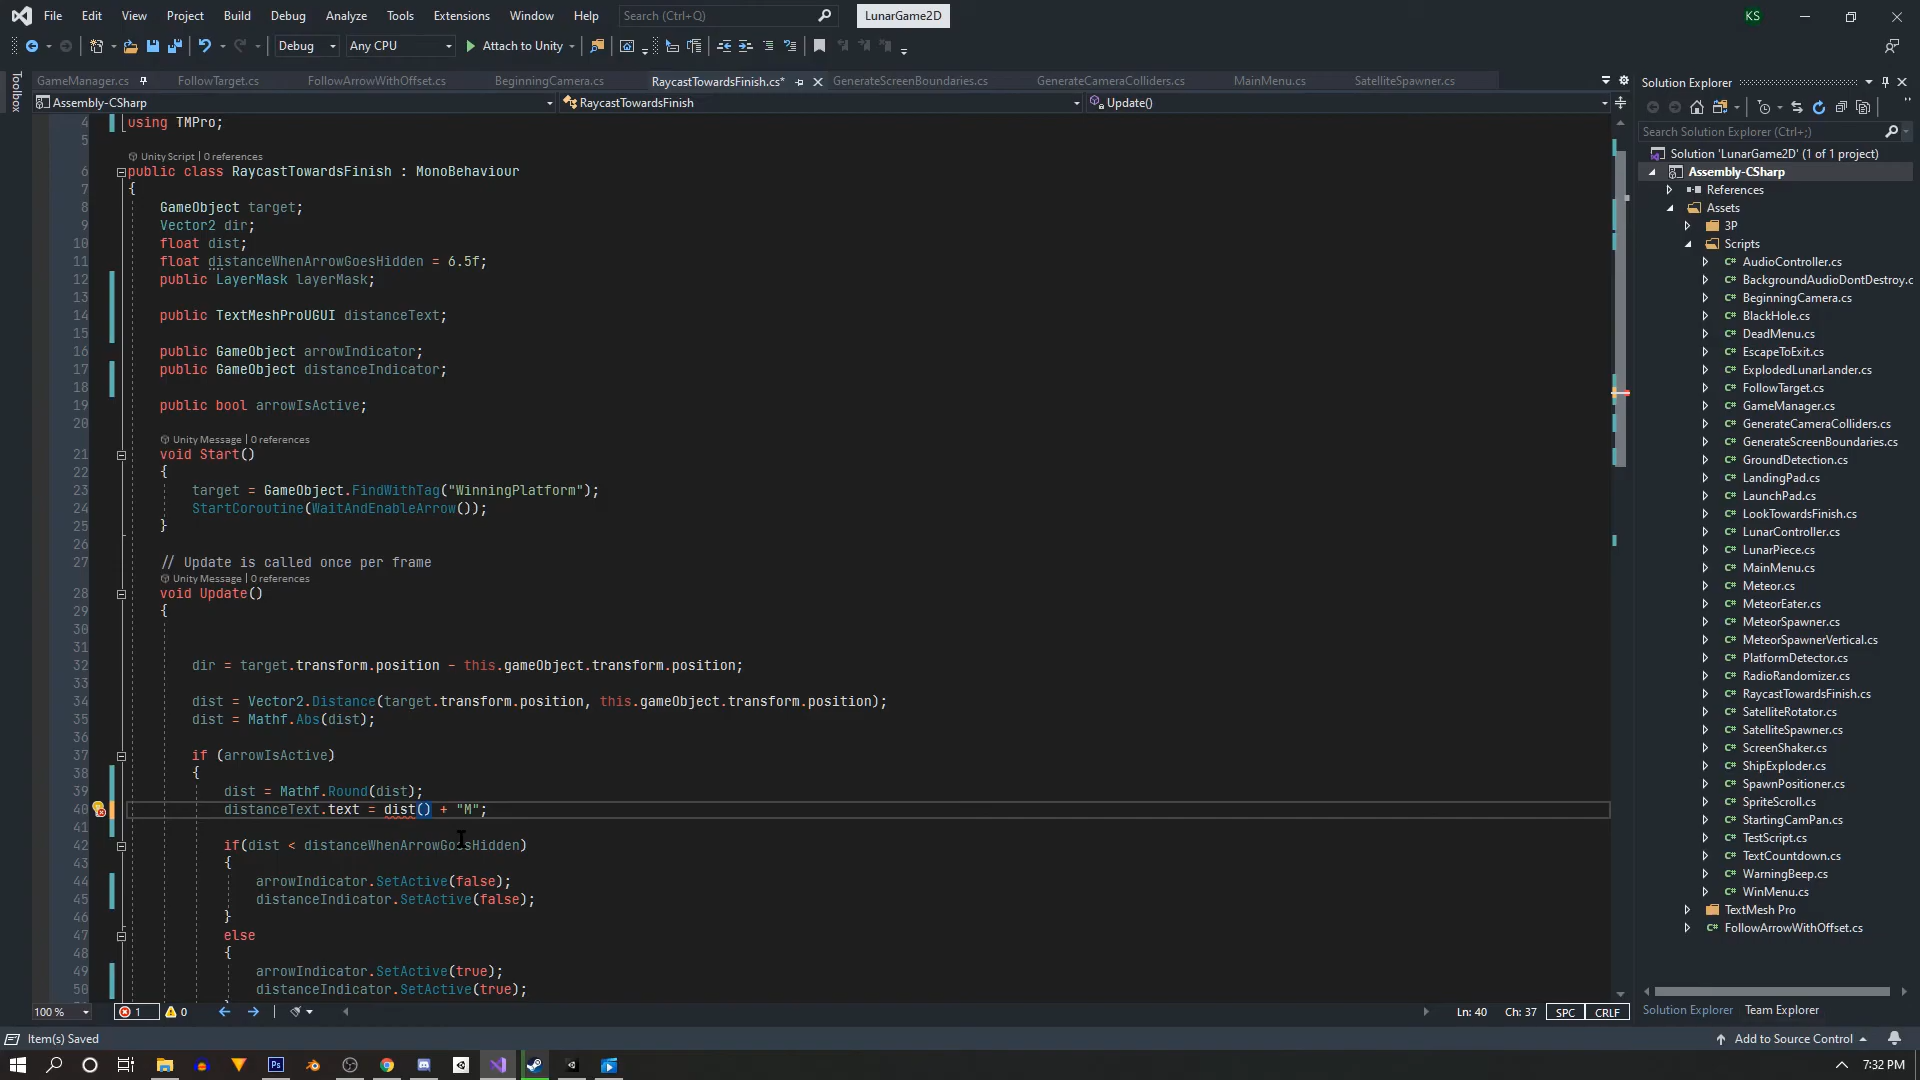 File Edit View Project Build Debug Analyze Tools Extensions Window Help Search (Ctrl+Q) LunarGame2D KS
Debug Any CPU Attach to Unity
GameManager.cs FollowTarget.cs FollowArrowWithOffset.cs BeginningCamera.cs RaycastTowardsFinish.cs* GenerateScreenBoundaries.cs GenerateCameraColliders.cs MainMenu.cs SatelliteSpawner.cs
Toolbox
Assembly-CSharp RaycastTowardsFinish Update()
4 using TMPro;
5
Unity Script | 0 references
6 public class RaycastTowardsFinish : MonoBehaviour
7 {
8 GameObject target;
9 Vector2 dir;
10 float dist;
11 float distanceWhenArrowGoesHidden = 6.5f;
12 public LayerMask layerMask;
13
14 public TextMeshProUGUI distanceText;
15
16 public GameObject arrowIndicator;
17 public GameObject distanceIndicator;
18
19 public bool arrowIsActive;
20
Unity Message | 0 references
21 void Start()
22 {
23 target = GameObject.FindWithTag("WinningPlatform");
24 StartCoroutine(WaitAndEnableArrow());
25 }
26
27 // Update is called once per frame
Unity Message | 0 references
28 void Update()
29 {
30
31
32 dir = target.transform.position - this.gameObject.transform.position;
33
34 dist = Vector2.Distance(target.transform.position, this.gameObject.transform.position);
35 dist = Mathf.Abs(dist);
36
37 if (arrowIsActive)
38 {
39 dist = Mathf.Round(dist);
40 distanceText.text = dist() + "M";
41
42 if(dist < distanceWhenArrowGoesHidden)
43 {
44 arrowIndicator.SetActive(false);
45 distanceIndicator.SetActive(false);
46 }
47 else
48 {
49 arrowIndicator.SetActive(true);
50 distanceIndicator.SetActive(true);
100 % 1 0 Ln: 40 Ch: 37 SPC CRLF
Solution Explorer
Search Solution Explorer (Ctrl+;)
Solution 'LunarGame2D' (1 of 1 project)
Assembly-CSharp
References
Assets
3P
Scripts
C# AudioController.cs
C# BackgroundAudioDontDestroy.c
C# BeginningCamera.cs
C# BlackHole.cs
C# DeadMenu.cs
C# EscapeToExit.cs
C# ExplodedLunarLander.cs
C# FollowTarget.cs
C# GameManager.cs
C# GenerateCameraColliders.cs
C# GenerateScreenBoundaries.cs
C# GroundDetection.cs
C# LandingPad.cs
C# LaunchPad.cs
C# LookTowardsFinish.cs
C# LunarController.cs
C# LunarPiece.cs
C# MainMenu.cs
C# Meteor.cs
C# MeteorEater.cs
C# MeteorSpawner.cs
C# MeteorSpawnerVertical.cs
C# PlatformDetector.cs
C# RadioRandomizer.cs
C# RaycastTowardsFinish.cs
C# SatelliteRotator.cs
C# SatelliteSpawner.cs
C# ScreenShaker.cs
C# ShipExploder.cs
C# SpawnPositioner.cs
C# SpriteScroll.cs
C# StartingCamPan.cs
C# TestScript.cs
C# TextCountdown.cs
C# WarningBeep.cs
C# WinMenu.cs
TextMesh Pro
C# FollowArrowWithOffset.cs
Solution Explorer Team Explorer
Item(s) Saved Add to Source Control
Ps 7:32 PM